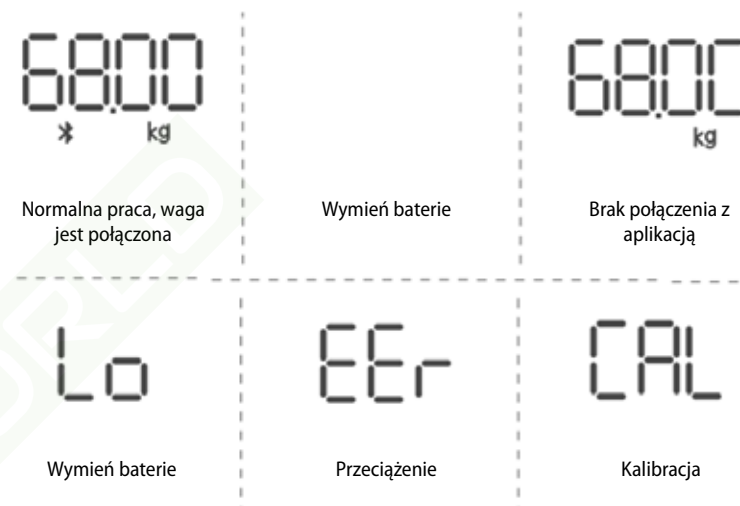 68.00 68.00
kg kg
Normalna praca, waga Wymień baterie Brak połączenia z
jest połączona aplikacją
Lo EEr CAL
Wymień baterie Przeciążenie Kalibracja